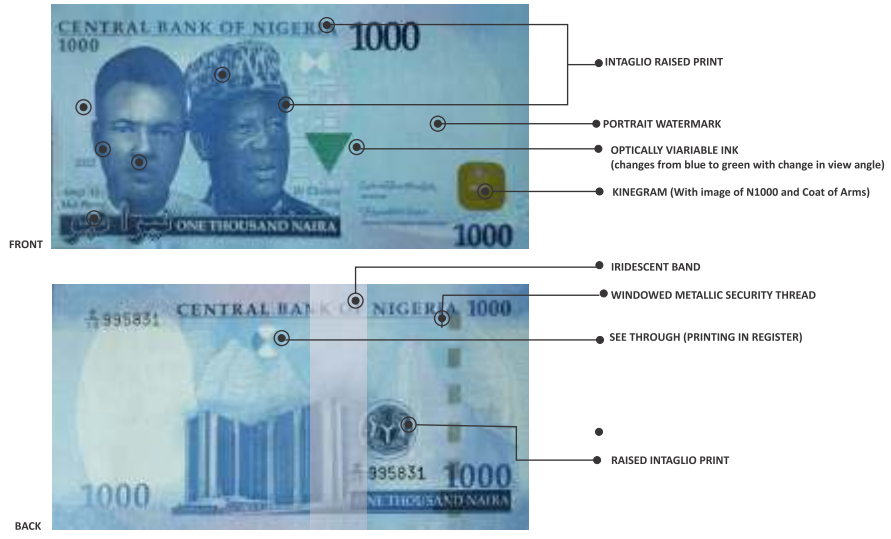 CENTRAL BANK OF NIGERIA
1000
1000
INTAGLIO RAISED PRINT
PORTRAIT WATERMARK
OPTICALLY VIARIABLE INK
(changes from blue to green with change in view angle)
KINEGRAM (With image of N1000 and Coat of Arms)
ONE THOUSAND NAIRA
1000
FRONT
IRIDESCENT BAND
WINDOWED METALLIC SECURITY THREAD
CENTRAL BANK OF NIGERIA 1000
995831
SEE THROUGH (PRINTING IN REGISTER)
RAISED INTAGLIO PRINT
995831
1000
1000
ONE THOUSAND NAIRA
BACK